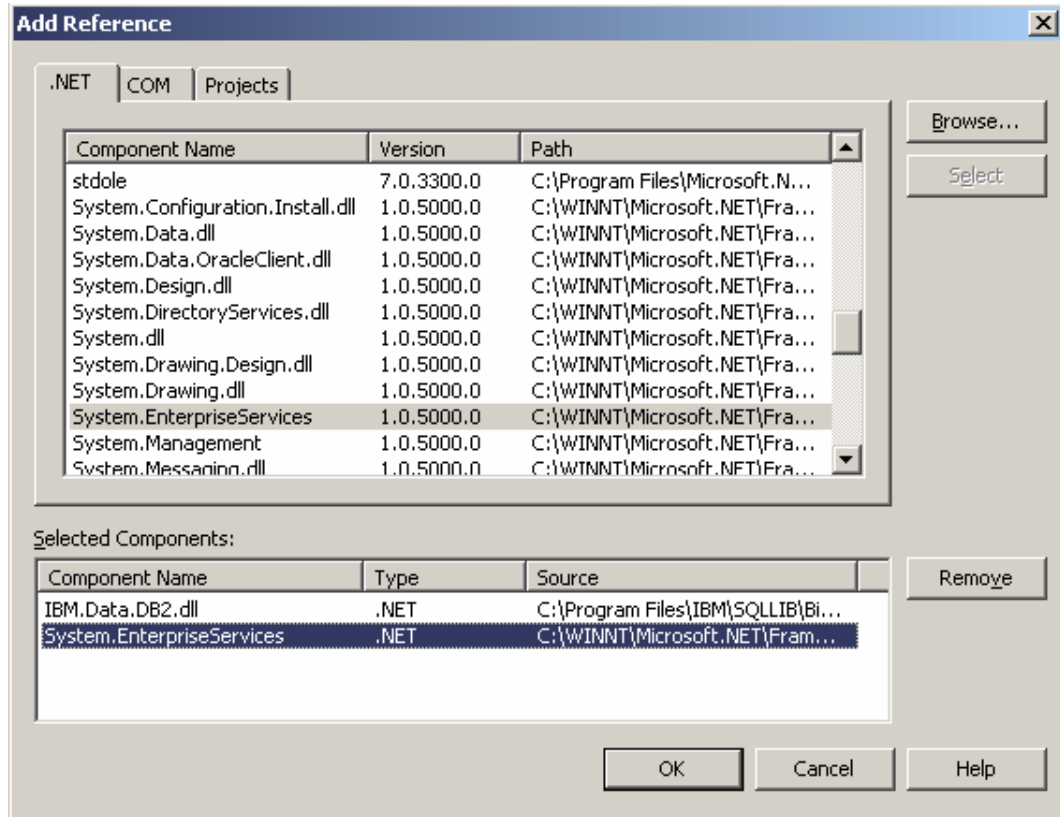 Add Reference
.NET COM Projects
Browse...
Select
Component Name Version Path
stdole 7.0.3300.0 C:\Program Files\Microsoft.N...
System.Configuration.Install.dll 1.0.5000.0 C:\WINNT\Microsoft.NET\Fra...
System.Data.dll 1.0.5000.0 C:\WINNT\Microsoft.NET\Fra...
System.Data.OracleClient.dll 1.0.5000.0 C:\WINNT\Microsoft.NET\Fra...
System.Design.dll 1.0.5000.0 C:\WINNT\Microsoft.NET\Fra...
System.DirectoryServices.dll 1.0.5000.0 C:\WINNT\Microsoft.NET\Fra...
System.dll 1.0.5000.0 C:\WINNT\Microsoft.NET\Fra...
System.Drawing.Design.dll 1.0.5000.0 C:\WINNT\Microsoft.NET\Fra...
System.Drawing.dll 1.0.5000.0 C:\WINNT\Microsoft.NET\Fra...
System.EnterpriseServices 1.0.5000.0 C:\WINNT\Microsoft.NET\Fra...
System.Management 1.0.5000.0 C:\WINNT\Microsoft.NET\Fra...
System.Messaging.dll 1.0.5000.0 C:\WINNT\Microsoft.NET\Fra...
Selected Components:
Component Name Type Source
Remove
IBM.Data.DB2.dll .NET C:\Program Files\IBM\SQLLIB\Bi...
System.EnterpriseServices .NET C:\WINNT\Microsoft.NET\Fram...
OK Cancel Help